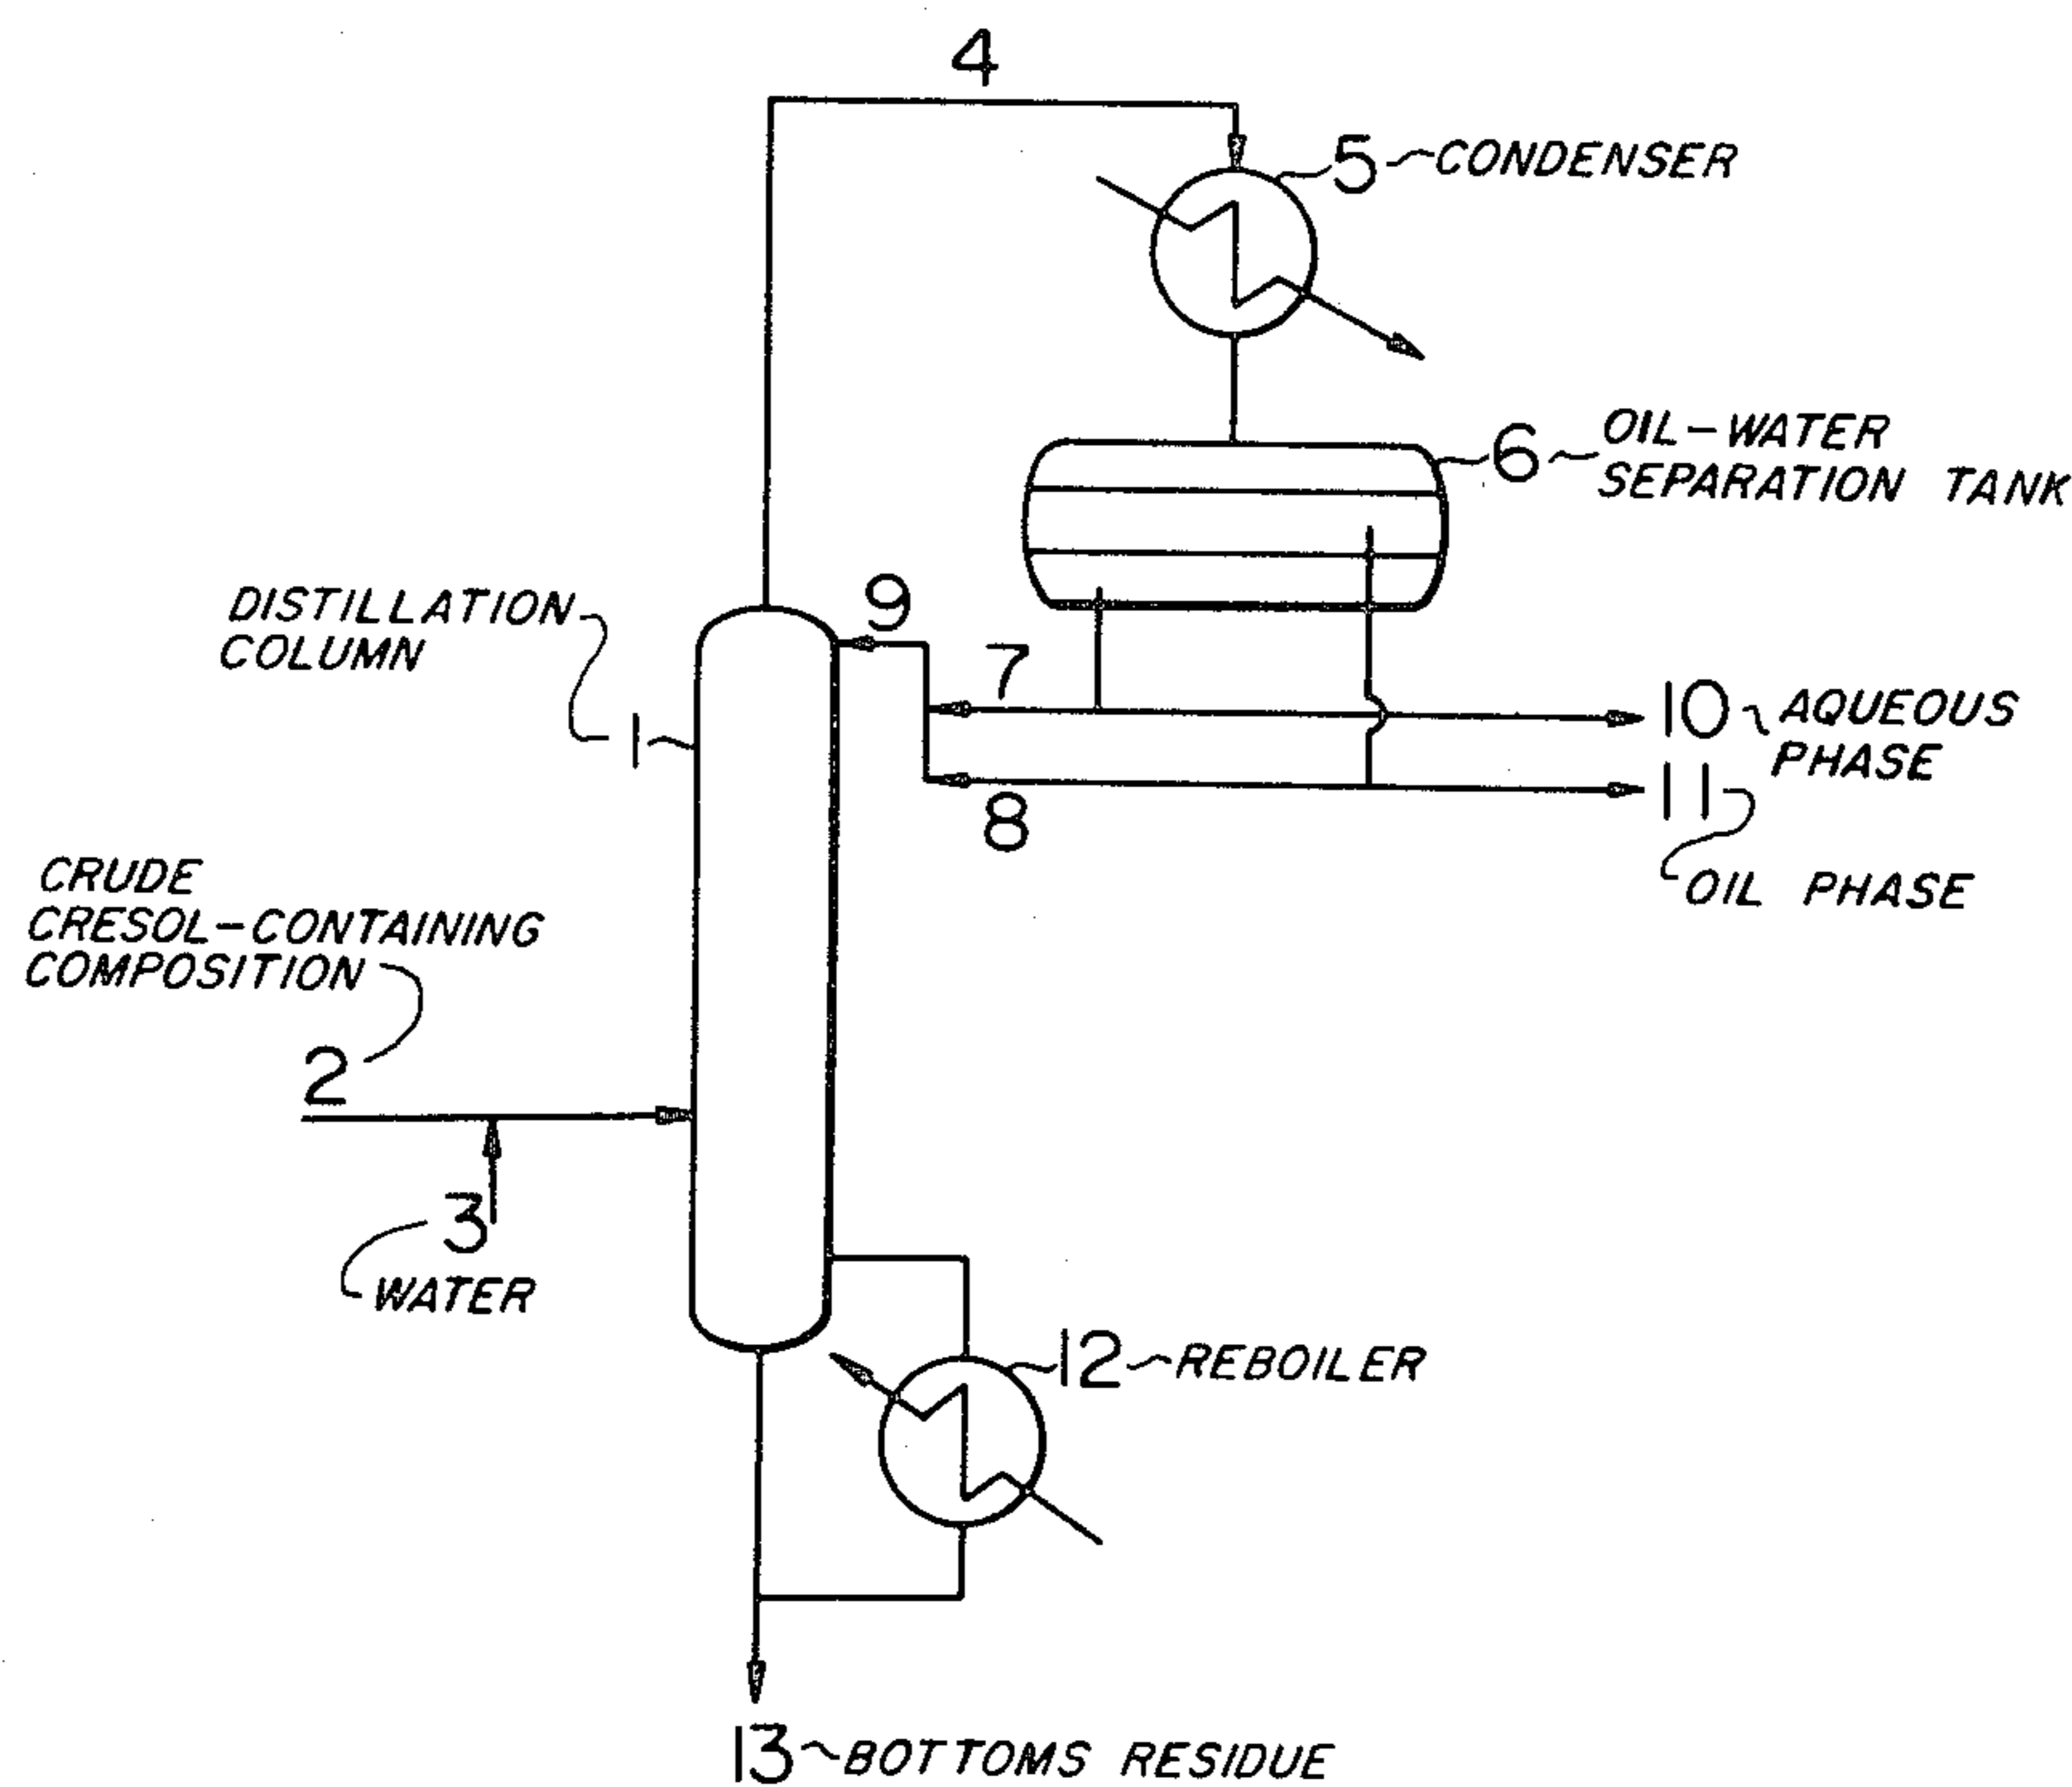 4
5 CONDENSER
6 OIL-WATER
SEPARATION TANK
DISTILLATION
COLUMN
1
9
7
8
10 AQUEOUS
PHASE
11
OIL PHASE
CRUDE
CRESOL-CONTAINING
COMPOSITION
2
3
WATER
12 REBOILER
13 BOTTOMS RESIDUE